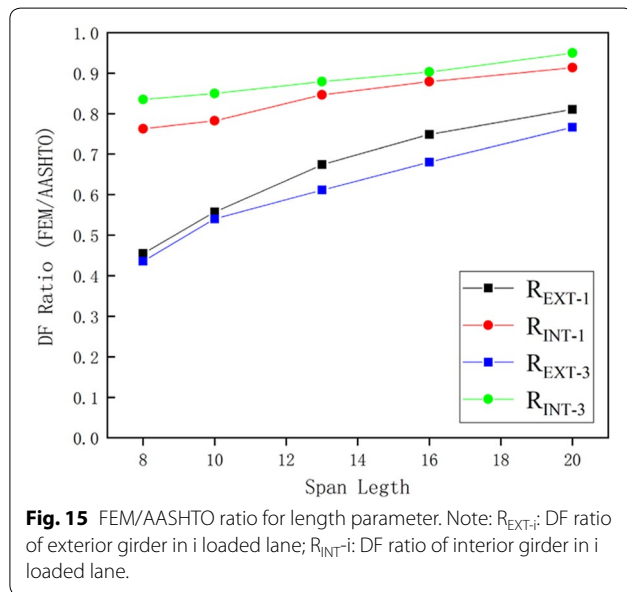 1.0
0.9
0.8
0.7
0.6
0.5
0.4
0.3
0.2
0.1
0.0
DF Ratio (FEM/AASHTO)
R_EXT-1
R_INT-1
R_EXT-3
R_INT-3
8 10 12 14 16 18 20
Span Legth
Fig. 15 FEM/AASHTO ratio for length parameter. Note: R_EXT-i: DF ratio
of exterior girder in i loaded lane; R_INT-i: DF ratio of interior girder in i
loaded lane.